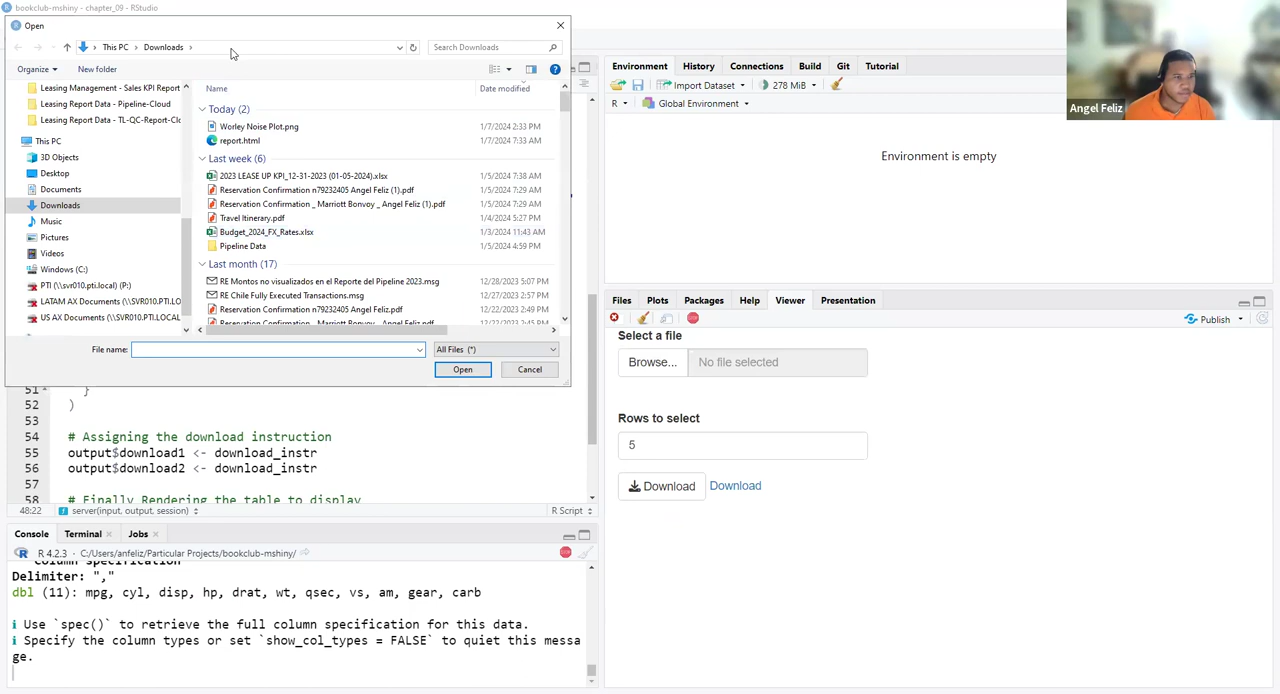 bookclub-mshiny - chapter_09 - RStudio
Open
This PC > Downloads >
Search Downloads
Organize
New folder
Name
Date modified
Leasing Management - Sales KPI Report
Leasing Report Data - Pipeline-Cloud
Leasing Report Data - TL-QC-Report-Clo
This PC
3D Objects
Desktop
Documents
Downloads
Music
Pictures
Videos
Windows (C:)
PTI (\\svr010.pti.local) (P:)
LATAM AX Documents (\\SVR010.PTI.LO
US AX Documents (\\SVR010.PTI.LOCAL
Today (2)
Worley Noise Plot.png 1/7/2024 2:33 PM
report.html 1/7/2024 7:33 AM
Last week (6)
2023 LEASE UP KPI_12-31-2023 (01-05-2024).xlsx 1/5/2024 7:38 AM
Reservation Confirmation n79232405 Angel Feliz (1).pdf 1/5/2024 7:29 AM
Reservation Confirmation _ Marriott Bonvoy _ Angel Feliz (1).pdf 1/5/2024 7:29 AM
Travel Itinerary.pdf 1/4/2024 5:27 PM
Budget_2024_FX_Rates.xlsx 1/3/2024 11:43 AM
Pipeline Data 1/5/2024 4:59 PM
Last month (17)
RE Montos no visualizados en el Reporte del Pipeline 2023.msg 12/28/2023 5:07 PM
RE Chile Fully Executed Transactions.msg 12/27/2023 2:57 PM
Reservation Confirmation n79232405 Angel Feliz.pdf 12/22/2023 2:49 PM
Reservation Confirmation _ Marriott Bonvoy _ Angel Feliz.pdf
File name:
All Files (*)
Open
Cancel
51 }
52 )
53
54 # Assigning the download instruction
55 output$download1 <- download_instr
56 output$download2 <- download_instr
57
58 # Finally Rendering the table to display
48:22 server(input, output, session) R Script
Console Terminal Jobs
R 4.2.3 · C:/Users/anfeliz/Particular Projects/bookclub-mshiny/
Column specification
Delimiter: ","
dbl (11): mpg, cyl, disp, hp, drat, wt, qsec, vs, am, gear, carb
ℹ Use `spec()` to retrieve the full column specification for this data.
ℹ Specify the column types or set `show_col_types = FALSE` to quiet this messa
ge.
Environment History Connections Build Git Tutorial
Import Dataset 278 MiB
R Global Environment
Environment is empty
Files Plots Packages Help Viewer Presentation
Publish
Select a file
Browse... No file selected
Rows to select
5
Download Download
Angel Feliz